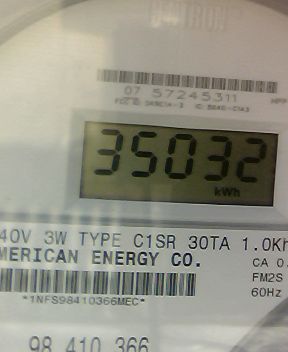 07 57245311
35032
kWh
40V 3W TYPE C1SR 30TA 1.0Kh
MERICAN ENERGY CO.
CA 0.
FM2S
60Hz
*1NFS98410366MEC*
98 410 366